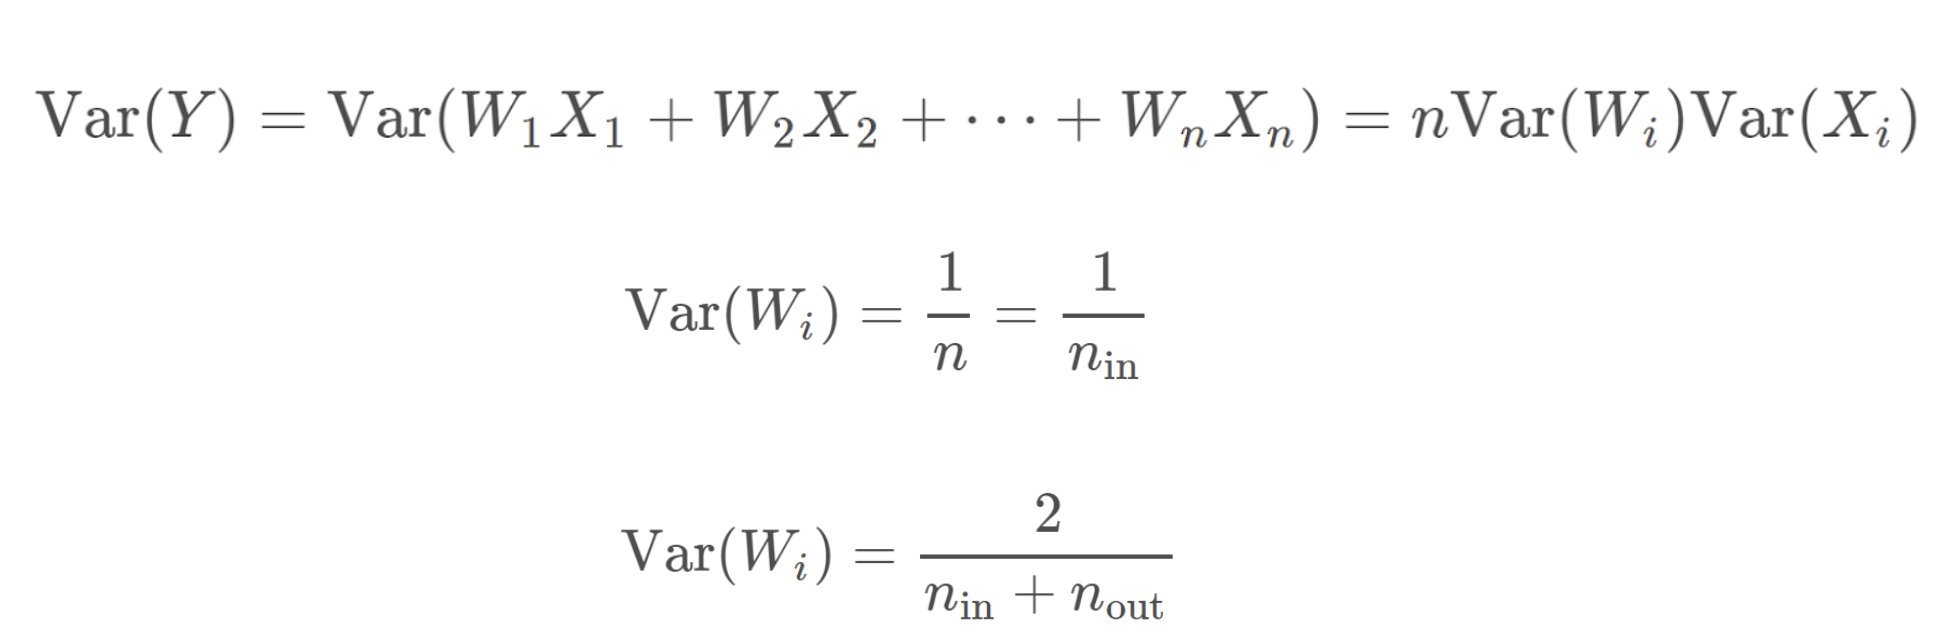 Var(Y) = Var(W₁X₁ + W₂X₂ + ⋯ + WₙXₙ) = nVar(Wᵢ)Var(Xᵢ)
Var(Wᵢ) = 1/n = 1/n_in
Var(Wᵢ) = 2/(n_in + n_out)